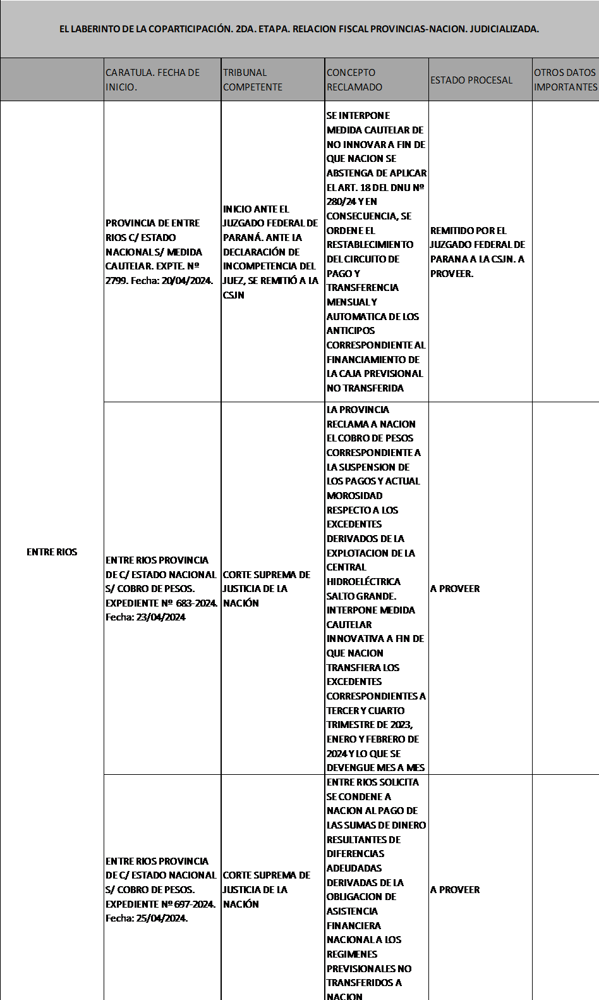 EL LABERINTO DE LA COPARTICIPACIÓN. 2DA. ETAPA. RELACION FISCAL PROVINCIAS-NACION. JUDICIALIZADA.
CARATULA. FECHA DE
INICIO.
TRIBUNAL
COMPETENTE
CONCEPTO
RECLAMADO
ESTADO PROCESAL
OTROS DATOS
IMPORTANTES
ENTRE RIOS
PROVINCIA DE ENTRE
RIOS C/ ESTADO
NACIONAL S/ MEDIDA
CAUTELAR. EXPTE. Nº
2799. Fecha: 20/04/2024.
INICIO ANTE EL
JUZGADO FEDERAL DE
PARANÁ. ANTE LA
DECLARACIÓN DE
INCOMPETENCIA DEL
JUEZ, SE REMITIÓ A LA
CSJN
SE INTERPONE
MEDIDA CAUTELAR DE
NO INNOVAR A FIN DE
QUE NACION SE
ABSTENGA DE APLICAR
EL ART. 18 DEL DNU Nº
280/24 Y EN
CONSECUENCIA, SE
ORDENE EL
RESTABLECIMIENTO
DEL CIRCUITO DE
PAGO Y
TRANSFERENCIA
MENSUAL Y
AUTOMATICA DE LOS
ANTICIPOS
CORRESPONDIENTE AL
FINANCIAMIENTO DE
LA CAJA PREVISIONAL
NO TRANSFERIDA
REMITIDO POR EL
JUZGADO FEDERAL DE
PARANA A LA CSJN. A
PROVEER.
ENTRE RIOS PROVINCIA
DE C/ ESTADO NACIONAL
S/ COBRO DE PESOS.
EXPEDIENTE Nº 683-2024.
Fecha: 23/04/2024
CORTE SUPREMA DE
JUSTICIA DE LA
NACIÓN
LA PROVINCIA
RECLAMA A NACION
EL COBRO DE PESOS
CORRESPONDIENTE A
LA SUSPENSION DE
LOS PAGOS Y ACTUAL
MOROSIDAD
RESPECTO A LOS
EXCEDENTES
DERIVADOS DE LA
EXPLOTACION DE LA
CENTRAL
HIDROELÉCTRICA
SALTO GRANDE.
INTERPONE MEDIDA
CAUTELAR
INNOVATIVA A FIN DE
QUE NACION
TRANSFIERA LOS
EXCEDENTES
CORRESPONDIENTES A
TERCER Y CUARTO
TRIMESTRE DE 2023,
ENERO Y FEBRERO DE
2024 Y LO QUE SE
DEVENGUE MES A MES
A PROVEER
ENTRE RIOS PROVINCIA
DE C/ ESTADO NACIONAL
S/ COBRO DE PESOS.
EXPEDIENTE Nº 697-2024.
Fecha: 25/04/2024.
CORTE SUPREMA DE
JUSTICIA DE LA
NACIÓN
ENTRE RIOS SOLICITA
SE CONDENE A
NACION AL PAGO DE
LAS SUMAS DE DINERO
RESULTANTES DE
DIFERENCIAS
ADEUDADAS
DERIVADAS DE LA
OBLIGACION DE
ASISTENCIA
FINANCIERA
NACIONAL A LOS
REGIMENES
PREVISIONALES NO
TRANSFERIDOS A
NACION
A PROVEER